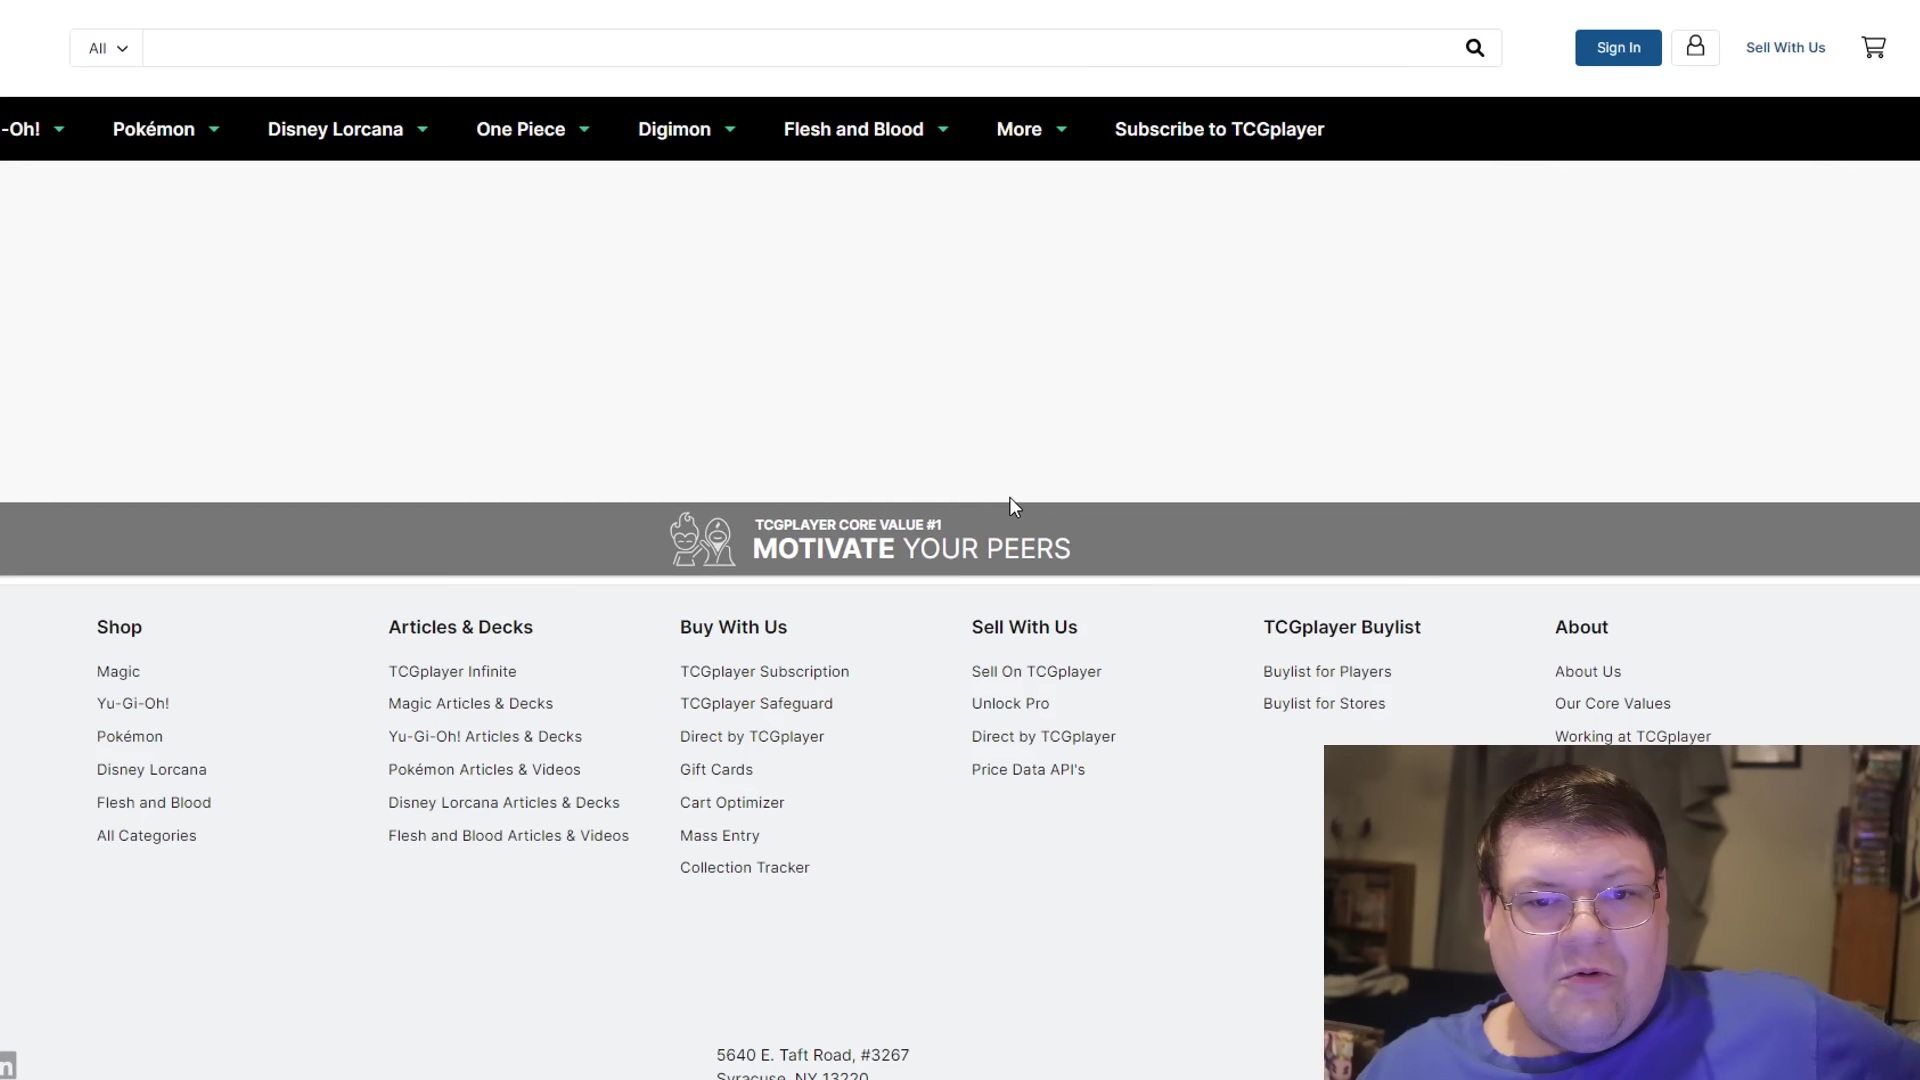 All
Sign In
Sell With Us
-Oh!
Pokémon
Disney Lorcana
One Piece
Digimon
Flesh and Blood
More
Subscribe to TCGplayer
TCGPLAYER CORE VALUE #1
MOTIVATE YOUR PEERS
Shop
Magic
Yu-Gi-Oh!
Pokémon
Disney Lorcana
Flesh and Blood
All Categories
Articles & Decks
TCGplayer Infinite
Magic Articles & Decks
Yu-Gi-Oh! Articles & Decks
Pokémon Articles & Videos
Disney Lorcana Articles & Decks
Flesh and Blood Articles & Videos
Buy With Us
TCGplayer Subscription
TCGplayer Safeguard
Direct by TCGplayer
Gift Cards
Cart Optimizer
Mass Entry
Collection Tracker
Sell With Us
Sell On TCGplayer
Unlock Pro
Direct by TCGplayer
Price Data API's
TCGplayer Buylist
Buylist for Players
Buylist for Stores
About
About Us
Our Core Values
Working at TCGplayer
5640 E. Taft Road, #3267
Syracuse, NY 13220